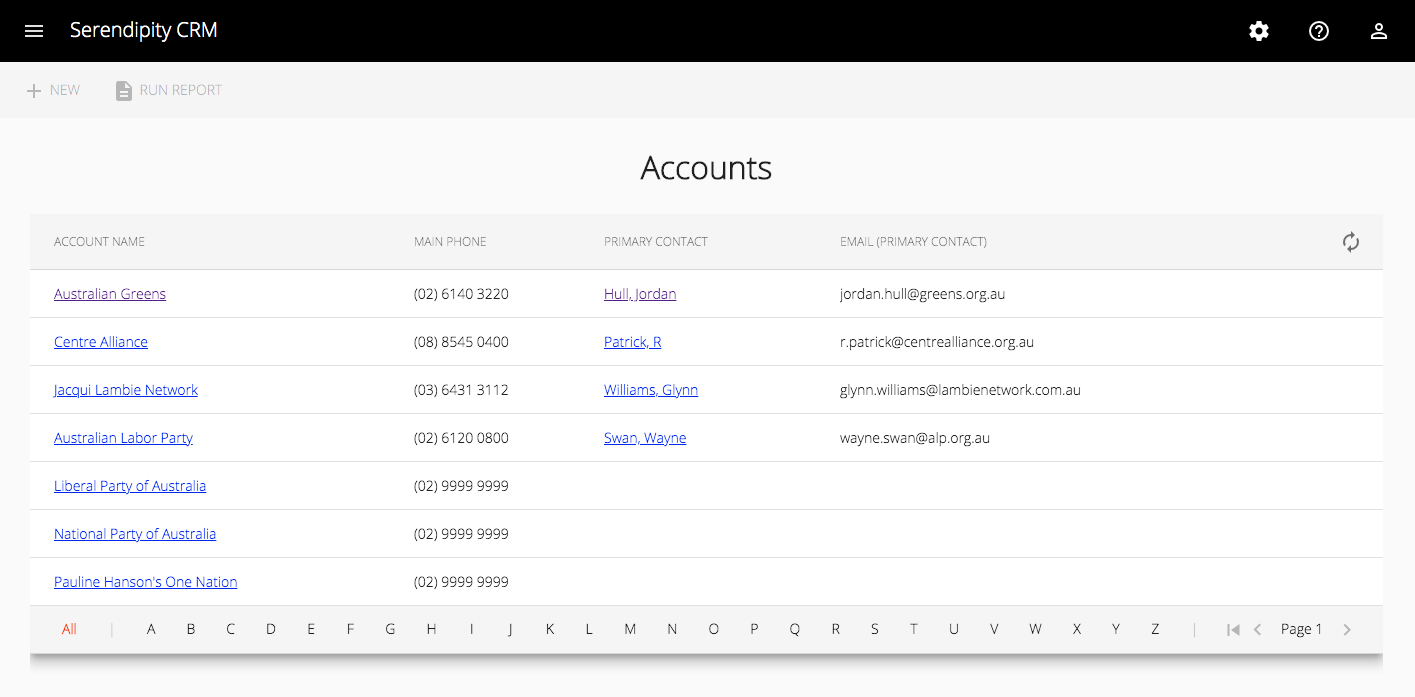 Serendipity CRM
NEW RUN REPORT
Accounts
ACCOUNT NAME MAIN PHONE PRIMARY CONTACT EMAIL (PRIMARY CONTACT)
Australian Greens (02) 6140 3220 Hull, Jordan jordan.hull@greens.org.au
Centre Alliance (08) 8545 0400 Patrick, R r.patrick@centrealliance.org.au
Jacqui Lambie Network (03) 6431 3112 Williams, Glynn glynn.williams@lambienetwork.com.au
Australian Labor Party (02) 6120 0800 Swan, Wayne wayne.swan@alp.org.au
Liberal Party of Australia (02) 9999 9999
National Party of Australia (02) 9999 9999
Pauline Hanson's One Nation (02) 9999 9999
All | A B C D E F G H I J K L M N O P Q R S T U V W X Y Z | Page 1